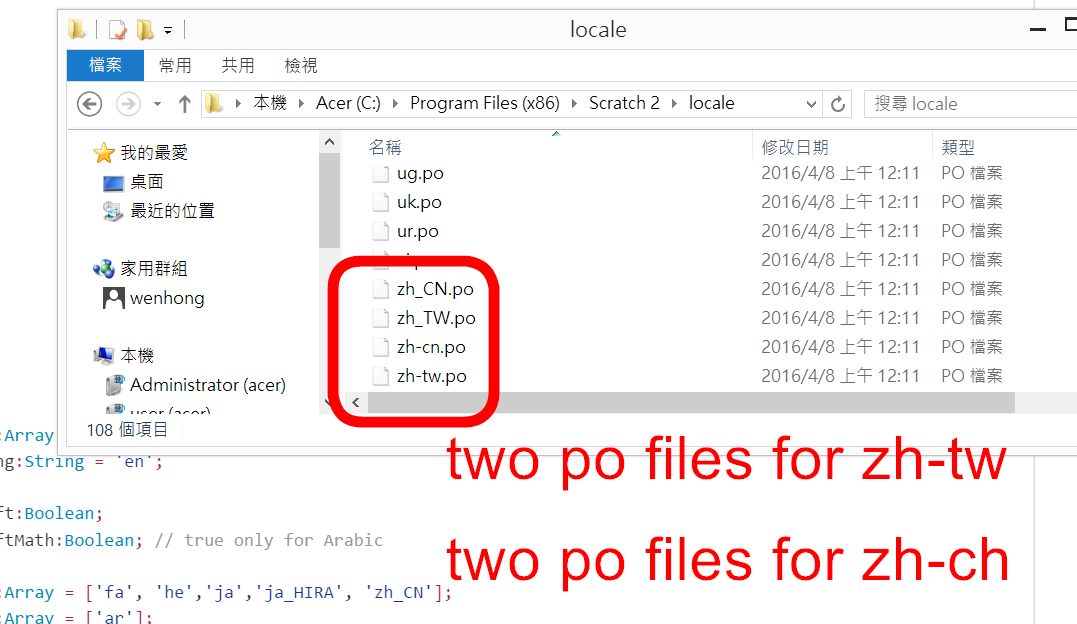 locale
檔案 常用 共用 檢視
本機 Acer (C:) Program Files (x86) Scratch 2 locale 搜尋 locale
我的最愛
桌面
最近的位置
家用群組
wenhong
本機
Administrator (acer)
user (acer)
名稱 修改日期 類型
ug.po 2016/4/8 上午 12:11 PO 檔案
uk.po 2016/4/8 上午 12:11 PO 檔案
ur.po 2016/4/8 上午 12:11 PO 檔案
2016/4/8 上午 12:11 PO 檔案
zh_CN.po 2016/4/8 上午 12:11 PO 檔案
zh_TW.po 2016/4/8 上午 12:11 PO 檔案
zh-cn.po 2016/4/8 上午 12:11 PO 檔案
zh-tw.po 2016/4/8 上午 12:11 PO 檔案
108 個項目
two po files for zh-tw
two po files for zh-ch
:Array
ng:String = 'en';
ft:Boolean;
ftMath:Boolean; // true only for Arabic
:Array = ['fa', 'he','ja','ja_HIRA', 'zh_CN'];
:Array = ['ar'];